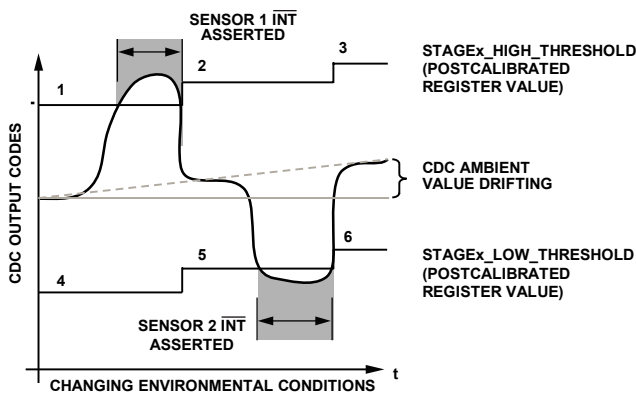 SENSOR 1 INT
ASSERTED
1
2
3
STAGEx_HIGH_THRESHOLD
(POSTCALIBRATED
REGISTER VALUE)
CDC OUTPUT CODES
CDC AMBIENT
VALUE DRIFTING
4
5
6
STAGEx_LOW_THRESHOLD
(POSTCALIBRATED
REGISTER VALUE)
SENSOR 2 INT
ASSERTED
t
CHANGING ENVIRONMENTAL CONDITIONS